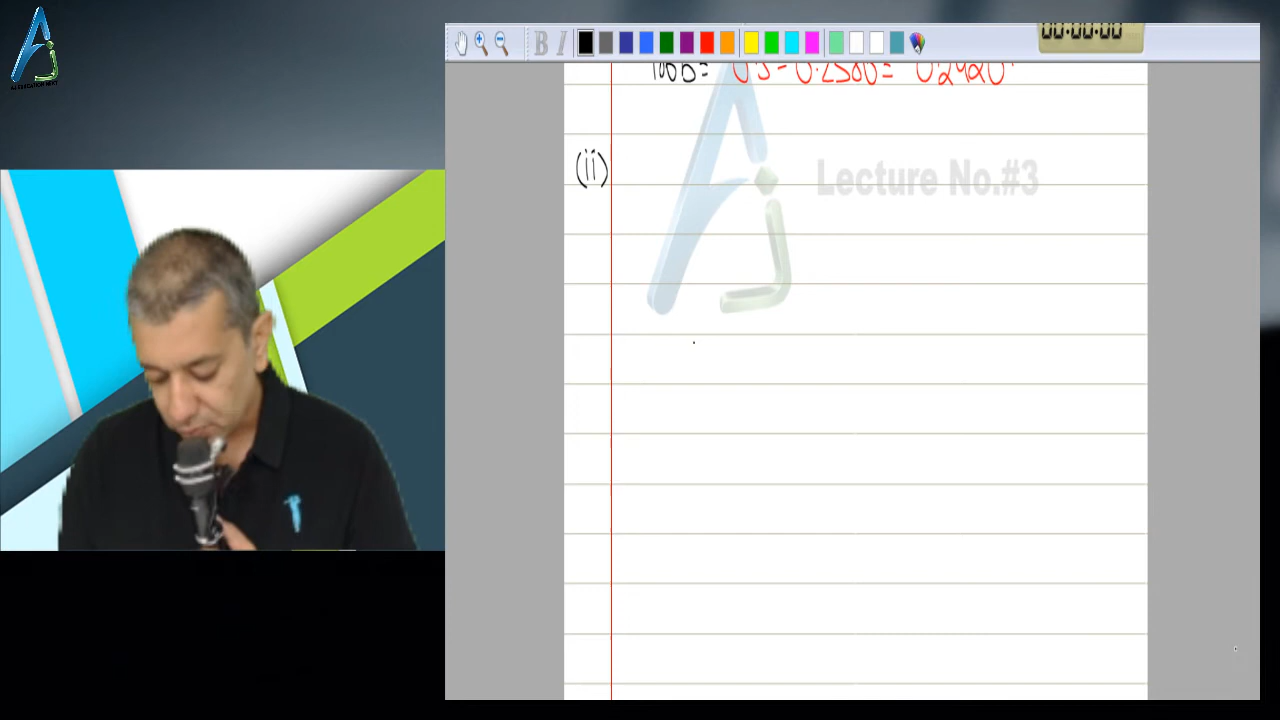 00:00:00
B I
0.5 - 0.2580 = 0.2420
(ii)
Lecture No.#3